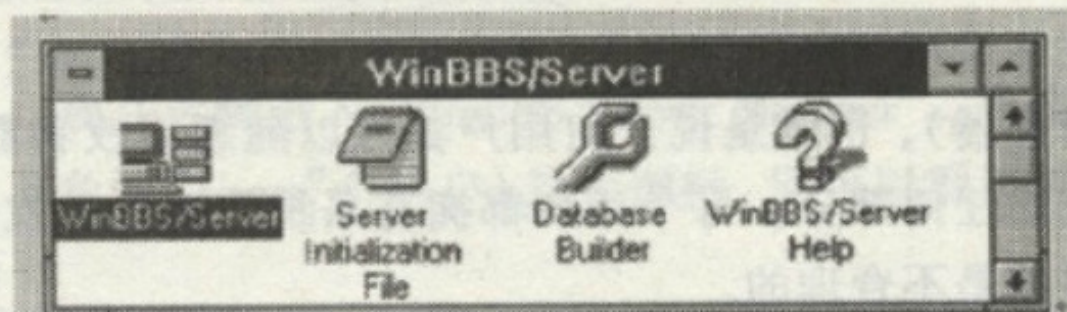 WinBBS/Server
WinBBS/Server
Server
Initialization
File
Database
Builder
WinBBS/Server
Help